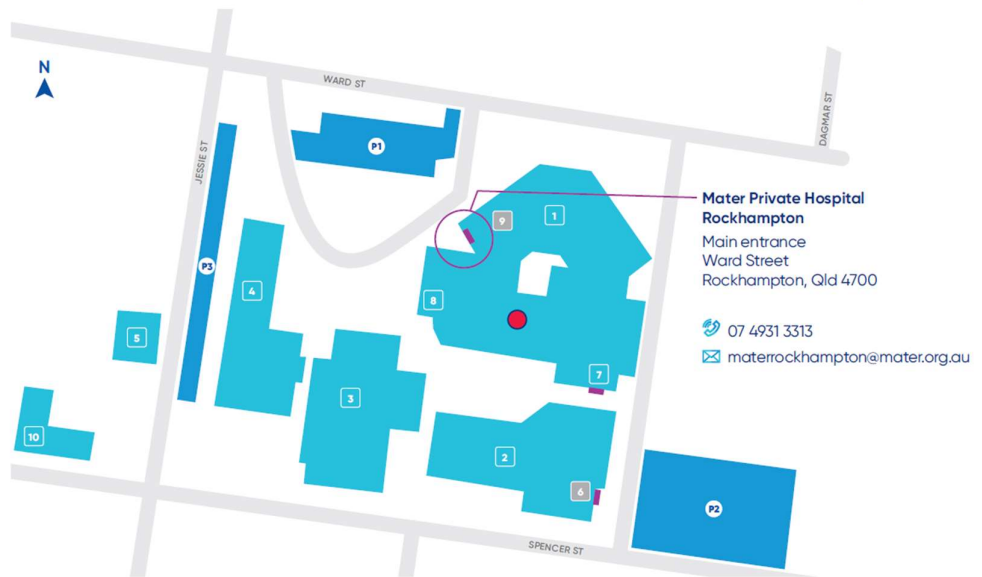 N
WARD ST
DAGMAR ST
JESSIE ST
P1
Mater Private Hospital
Rockhampton
Main entrance
Ward Street
Rockhampton, Qld 4700
07 4931 3313
materrockhampton@mater.org.au
9
1
P3
4
8
5
7
3
10
2
6
P2
SPENCER ST